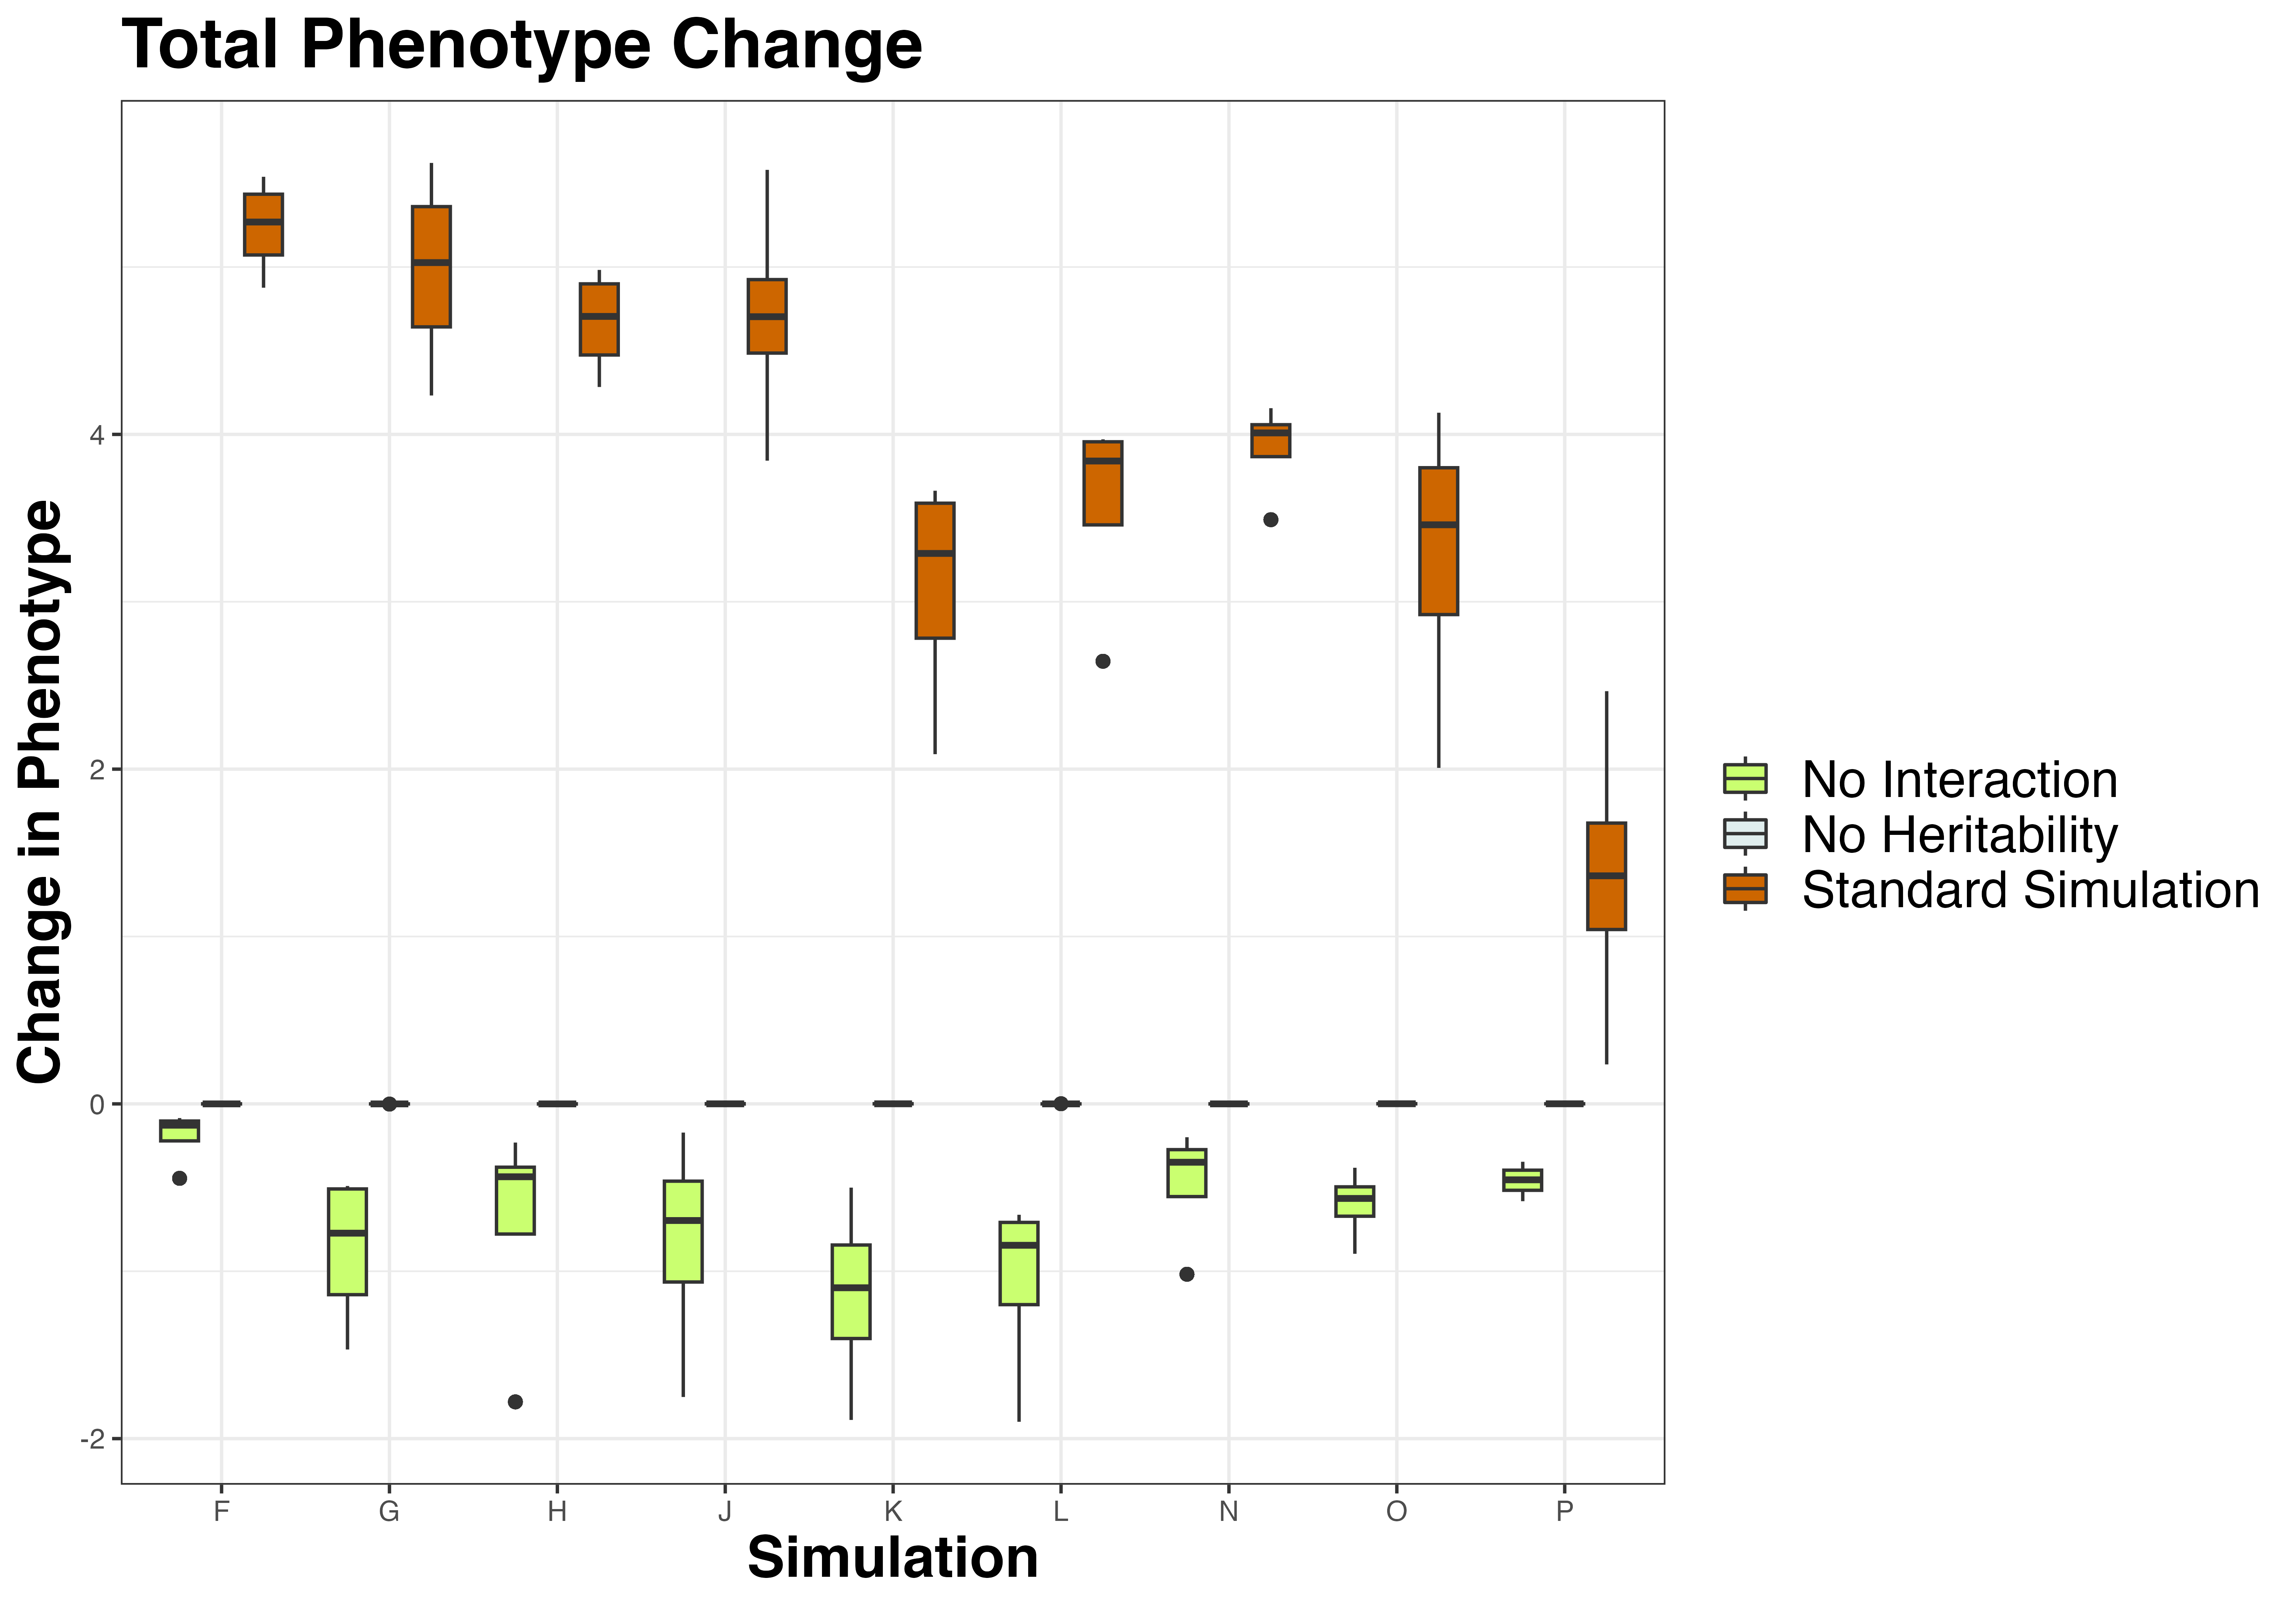 Total Phenotype Change
Change in Phenotype
4
2
0
-2
F G H J K L N O P
Simulation
No Interaction
No Heritability
Standard Simulation